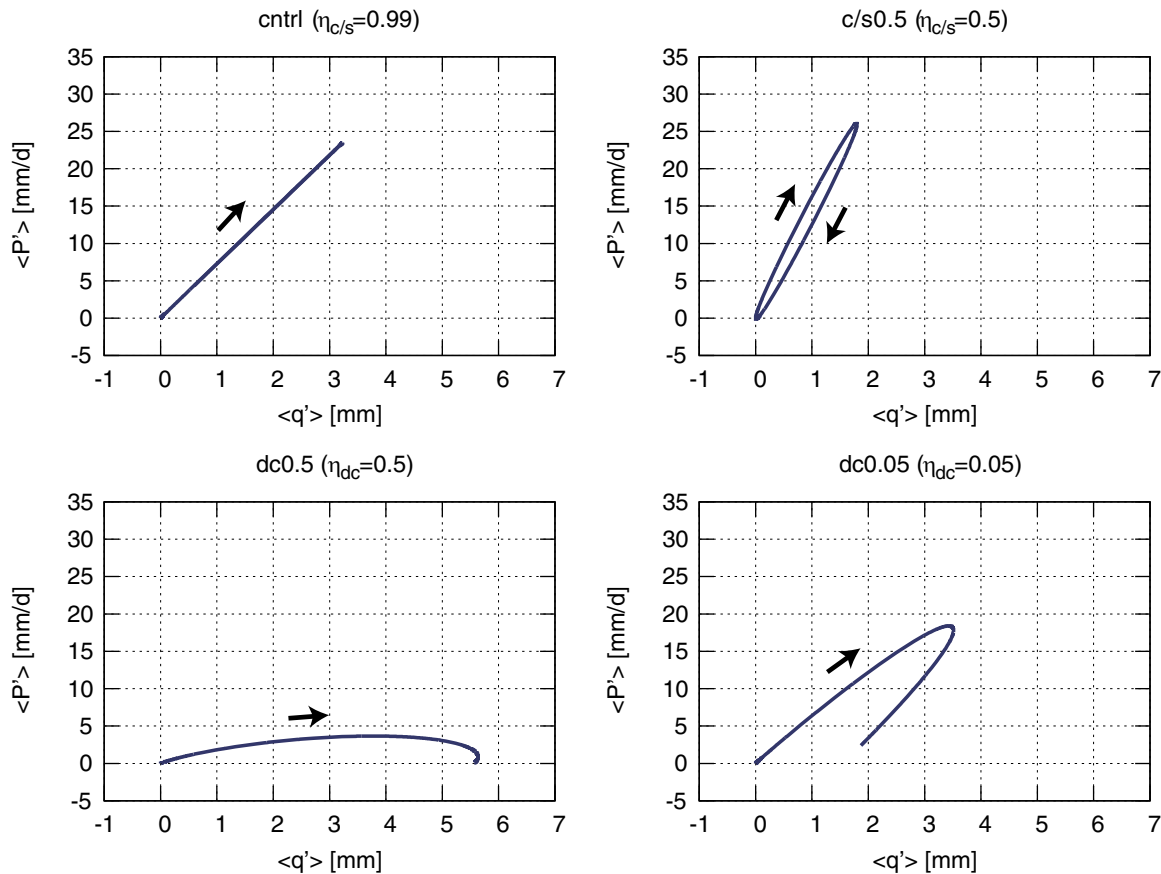 cntrl (ηc/s=0.99)
35
30
25
20
15
10
5
0
-5
<P'> [mm/d]
-1 0 1 2 3 4 5 6 7
<q'> [mm]
c/s0.5 (ηc/s=0.5)
35
30
25
20
15
10
5
0
-5
<P'> [mm/d]
-1 0 1 2 3 4 5 6 7
<q'> [mm]
dc0.5 (ηdc=0.5)
35
30
25
20
15
10
5
0
-5
<P'> [mm/d]
-1 0 1 2 3 4 5 6 7
<q'> [mm]
dc0.05 (ηdc=0.05)
35
30
25
20
15
10
5
0
-5
<P'> [mm/d]
-1 0 1 2 3 4 5 6 7
<q'> [mm]